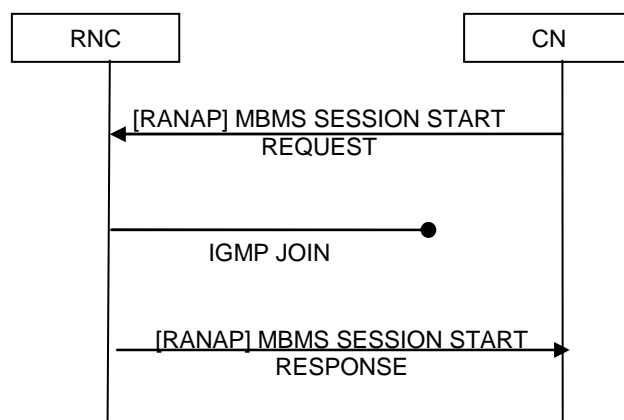 RNC
CN
[RANAP] MBMS SESSION START
REQUEST
IGMP JOIN
[RANAP] MBMS SESSION START
RESPONSE